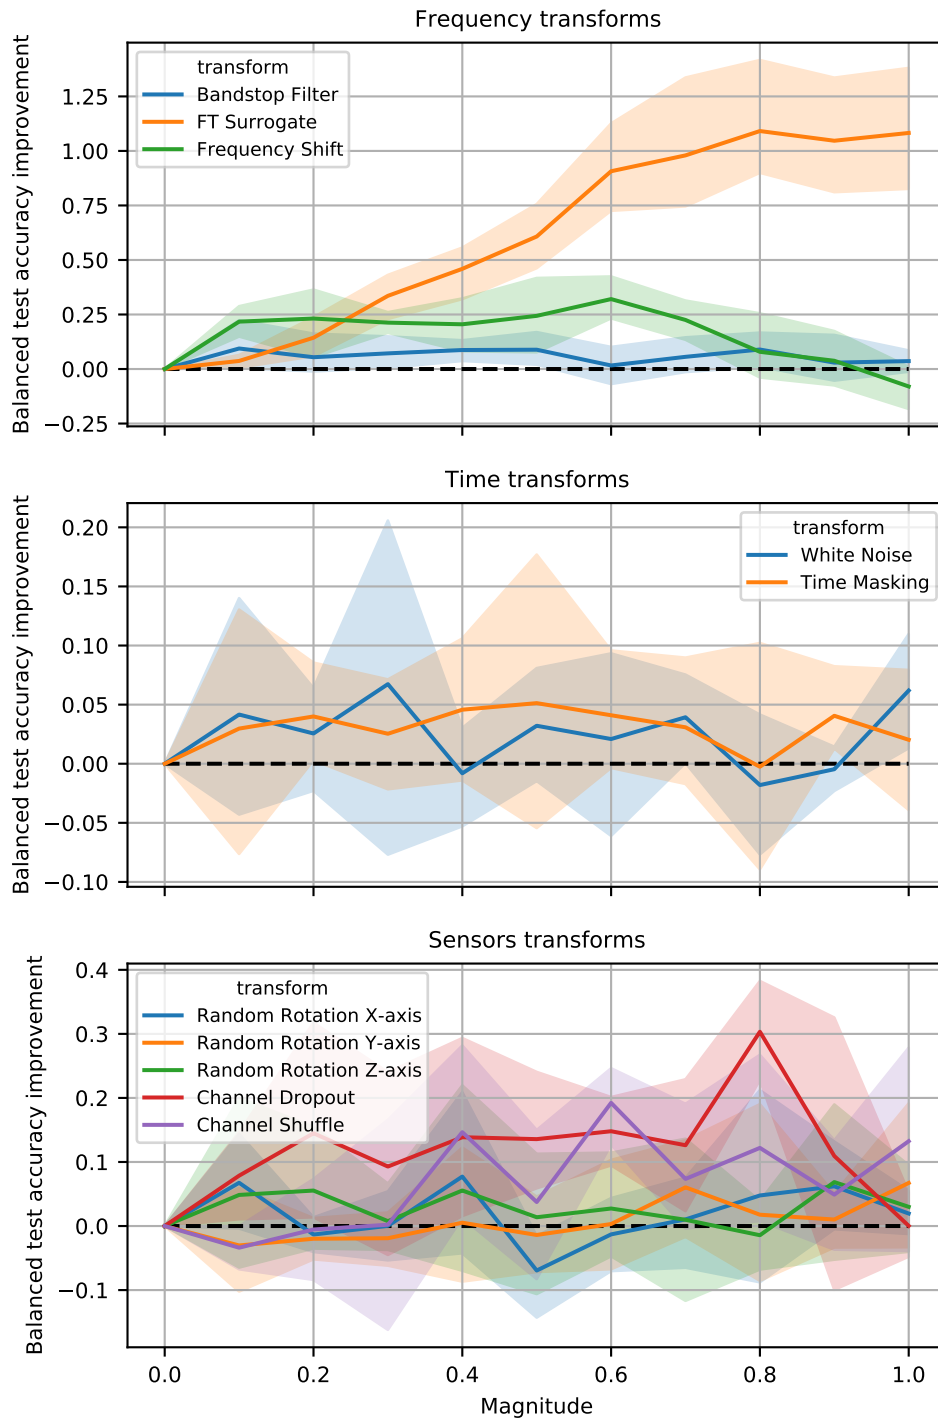 Frequency transforms
Balanced test accuracy improvement
1.25
1.00
0.75
0.50
0.25
0.00
−0.25
transform
Bandstop Filter
FT Surrogate
Frequency Shift
Time transforms
Balanced test accuracy improvement
0.20
0.15
0.10
0.05
0.00
−0.05
−0.10
transform
White Noise
Time Masking
Sensors transforms
Balanced test accuracy improvement
0.4
0.3
0.2
0.1
0.0
−0.1
transform
Random Rotation X-axis
Random Rotation Y-axis
Random Rotation Z-axis
Channel Dropout
Channel Shuffle
0.0 0.2 0.4 0.6 0.8 1.0
Magnitude